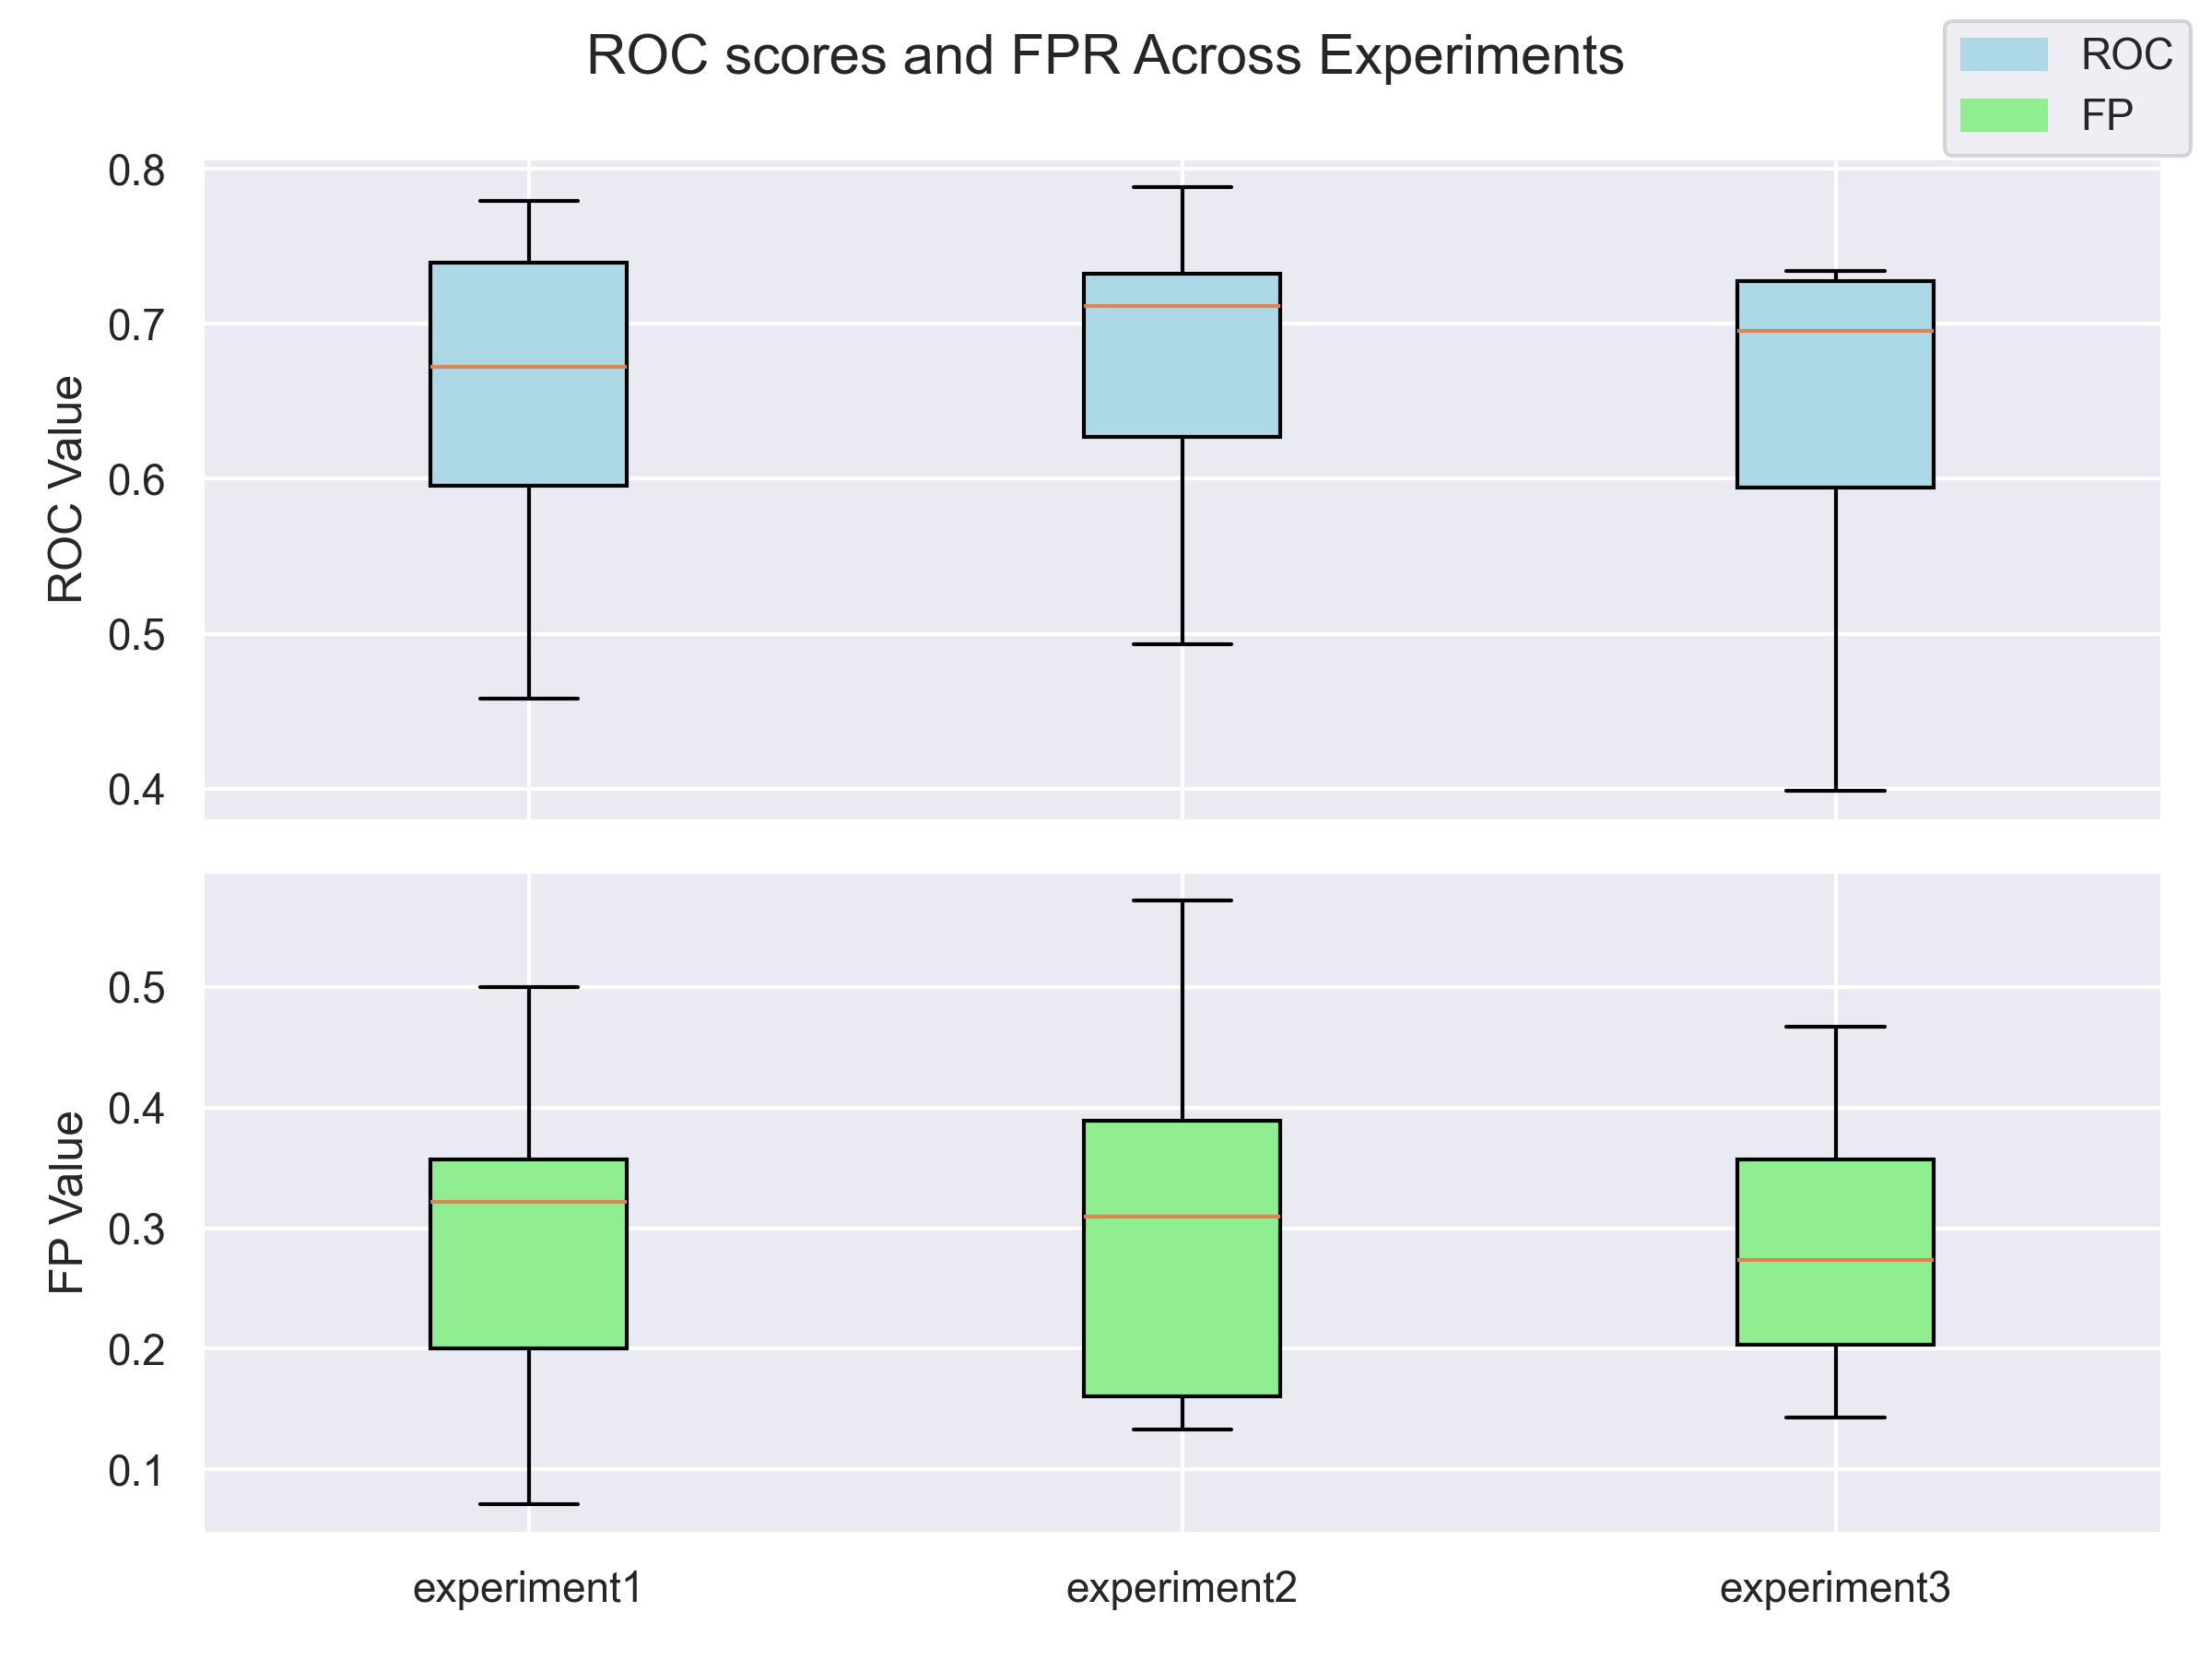 ROC scores and FPR Across Experiments
ROC
FP
ROC Value
0.8
0.7
0.6
0.5
0.4
FP Value
0.5
0.4
0.3
0.2
0.1
experiment1
experiment2
experiment3